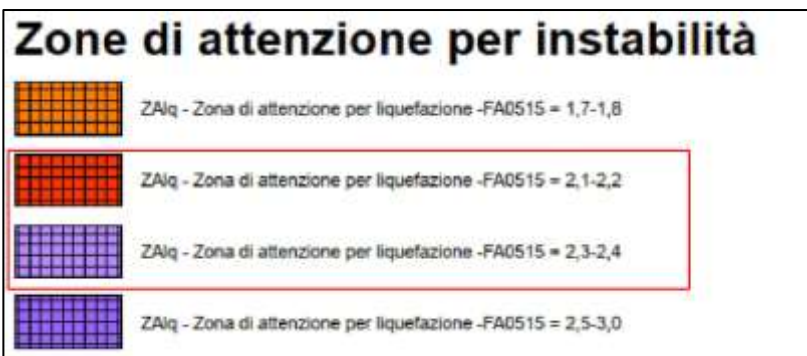 Zone di attenzione per instabilità
ZAlq - Zona di attenzione per liquefazione -FA0515 = 1,7-1,8
ZAlq - Zona di attenzione per liquefazione -FA0515 = 2,1-2,2
ZAlq - Zona di attenzione per liquefazione -FA0515 = 2,3-2,4
ZAlq - Zona di attenzione per liquefazione -FA0515 = 2,5-3,0